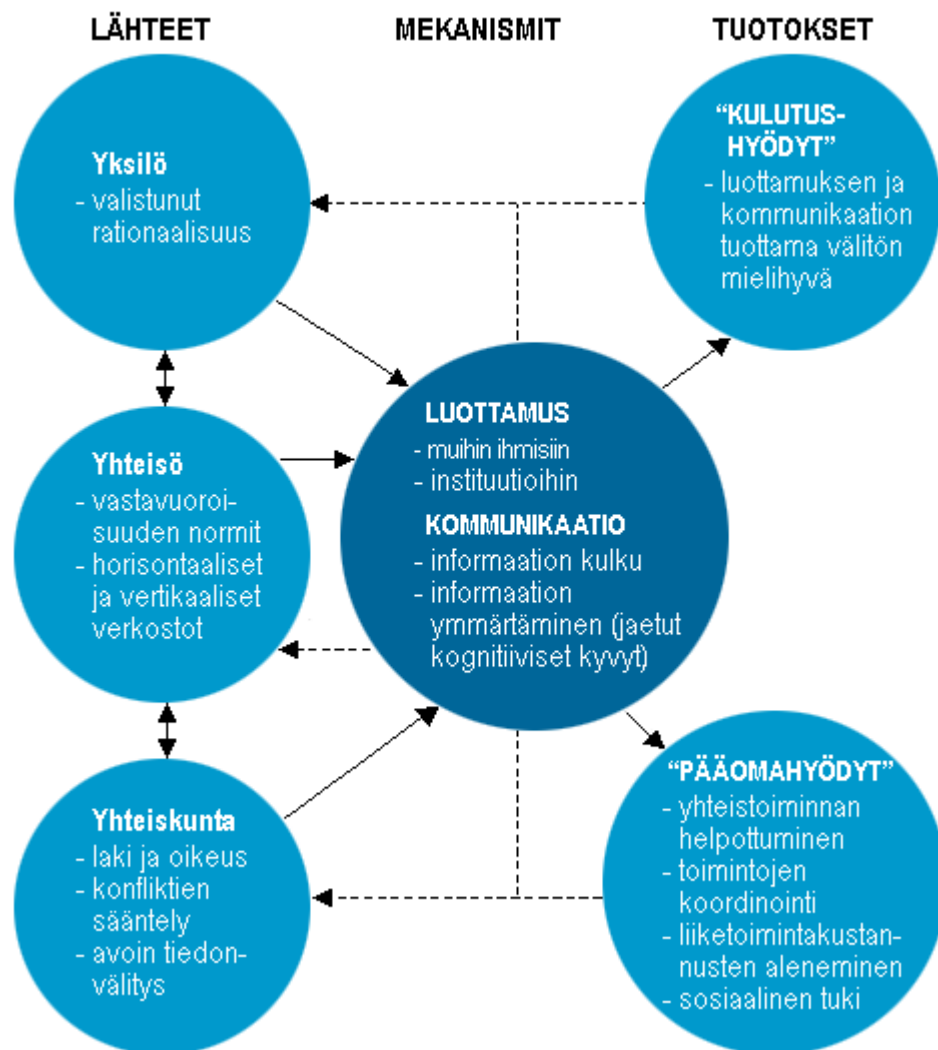 LÄHTEET
MEKANISMIT
TUOTOKSET
Yksilö
- valistunut
rationaalisuus
Yhteisö
- vastavuoroi-
suuden normit
- horisontaaliset
ja vertikaaliset
verkostot
Yhteiskunta
- laki ja oikeus
- konfliktien
sääntely
- avoin tiedon-
välitys
LUOTTAMUS
- muihin ihmisiin
- instituutioihin
KOMMUNIKAATIO
- informaation kulku
- informaation
ymmärtäminen (jaetut
kognitiiviset kyvyt)
“KULUTUS-
HYÖDYT”
- luottamuksen ja
kommunikaation
tuottama välitön
mielihyvä
“PÄÄOMAHYÖDYT”
- yhteistoiminnan
helpottuminen
- toimintojen
koordinointi
- liiketoimintakustan-
nusten aleneminen
- sosiaalinen tuki